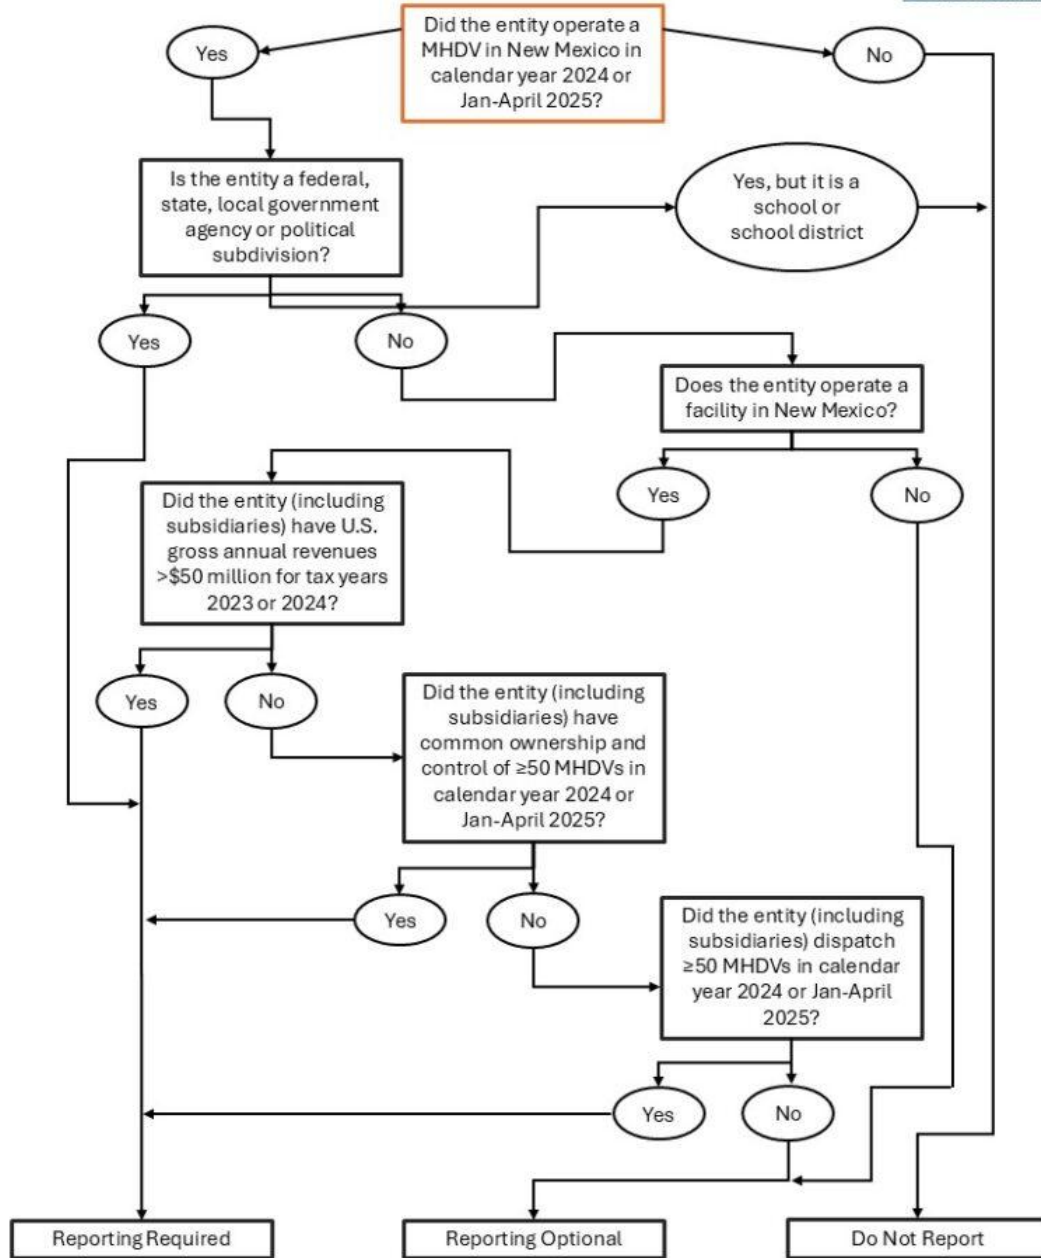 Did the entity operate a
MHDV in New Mexico in
calendar year 2024 or
Jan-April 2025?
Yes
No
Is the entity a federal,
state, local government
agency or political
subdivision?
Yes, but it is a
school or
school district
Yes
No
Does the entity operate a
facility in New Mexico?
Yes
No
Did the entity (including
subsidiaries) have U.S.
gross annual revenues
>$50 million for tax years
2023 or 2024?
Yes
No
Did the entity (including
subsidiaries) have
common ownership and
control of ≥50 MHDVs in
calendar year 2024 or
Jan-April 2025?
Yes
No
Did the entity (including
subsidiaries) dispatch
≥50 MHDVs in calendar
year 2024 or Jan-April
2025?
Yes
No
Reporting Required
Reporting Optional
Do Not Report